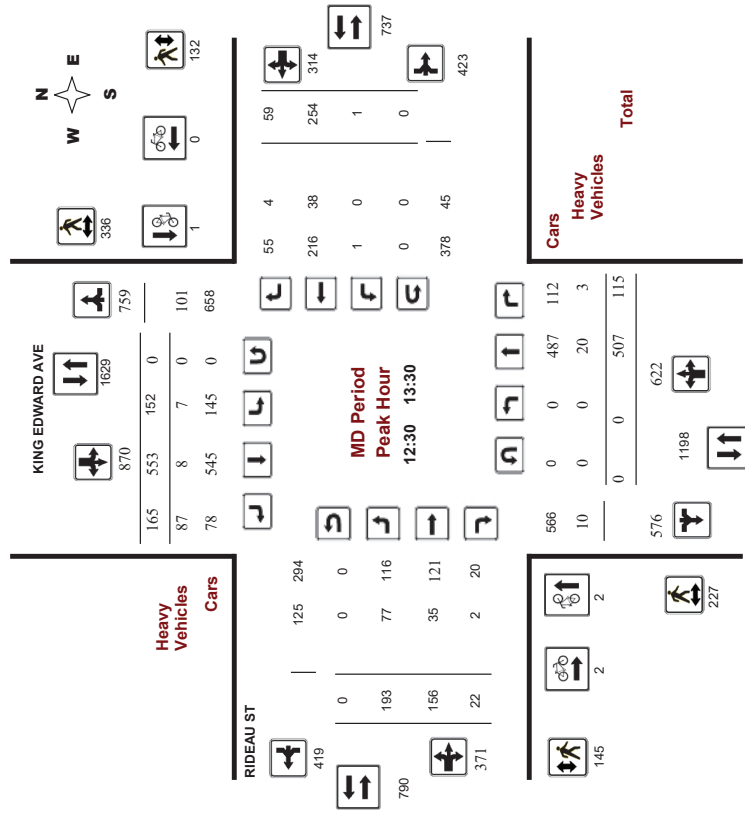 KING EDWARD AVE
N
W E
S
336
132
1
0
870
1629
759
165 553 152 0
87 8 7 0 101
78 545 145 0 658
Heavy
Vehicles
Cars
RIDEAU ST
419 125 294
0 0 0
193 77 116
790
156 35 121
22 2 20
371
MD Period
Peak Hour
12:30 13:30
55 4 59
314
216 38 254
737
1 0 1
0 0 0
378 45
423
566 0 0 487 112 Cars
10 0 0 20 3 Heavy
Vehicles
0 0 507 115 Total
576
1198
622
2
2
145
227